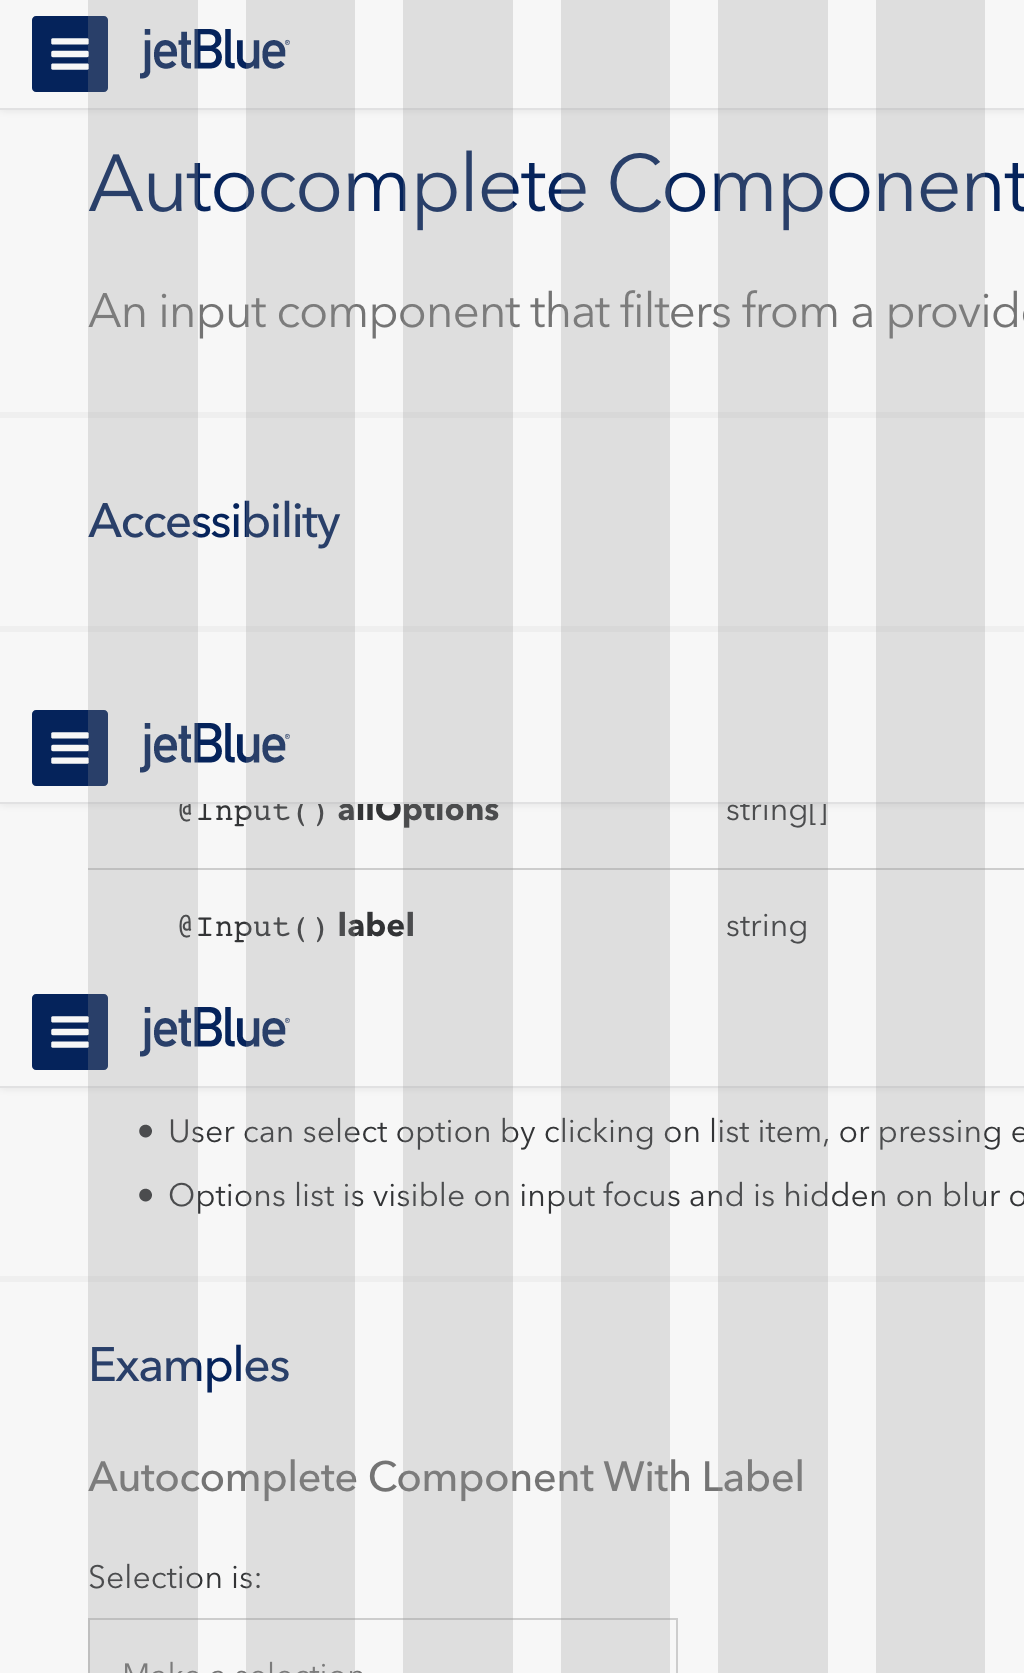 jetBlue®
Autocomplete Component
An input component that filters from a provid
Accessibility
jetBlue®
@Input() allOptions string[]
@Input() label string
jetBlue®
• User can select option by clicking on list item, or pressing e
• Options list is visible on input focus and is hidden on blur o
Examples
Autocomplete Component With Label
Selection is:
Make a selection